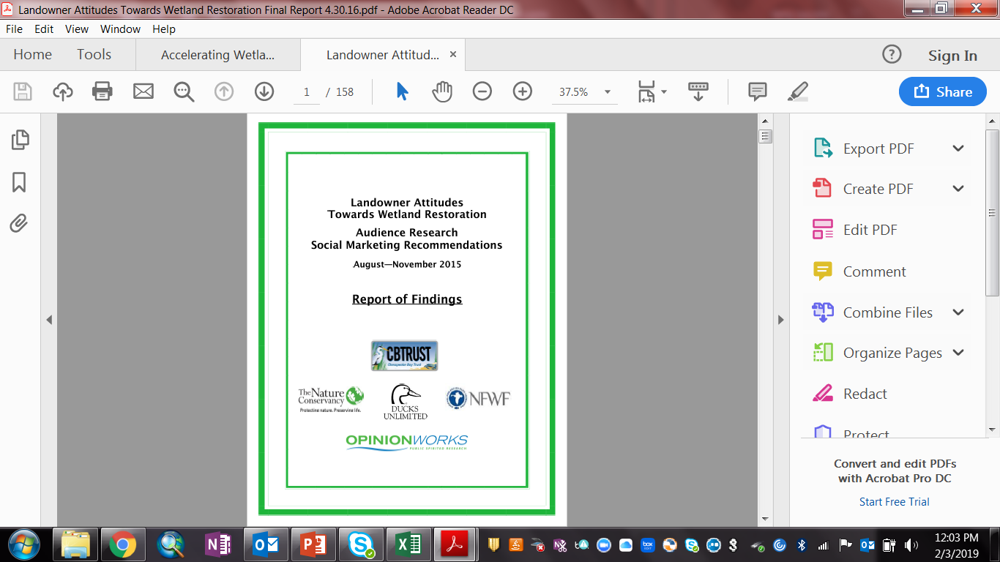 Landowner Attitudes Towards Wetland Restoration Final Report 4.30.16.pdf - Adobe Acrobat Reader DC
File Edit View Window Help
Home Tools Accelerating Wetla... Landowner Attitud... ×
Sign In
1 / 158
37.5%
Share
Landowner Attitudes
Towards Wetland Restoration
Audience Research
Social Marketing Recommendations
August—November 2015
Report of Findings
CBTRUST
Chesapeake Bay Trust
The Nature
Conservancy
Protecting nature. Preserving life.
DUCKS
UNLIMITED
NFWF
OPINIONWORKS
PUBLIC SPIRITED RESEARCH
Export PDF
Create PDF
Edit PDF
Comment
Combine Files
Organize Pages
Redact
Protect
Convert and edit PDFs
with Acrobat Pro DC
Start Free Trial
12:03 PM
2/3/2019